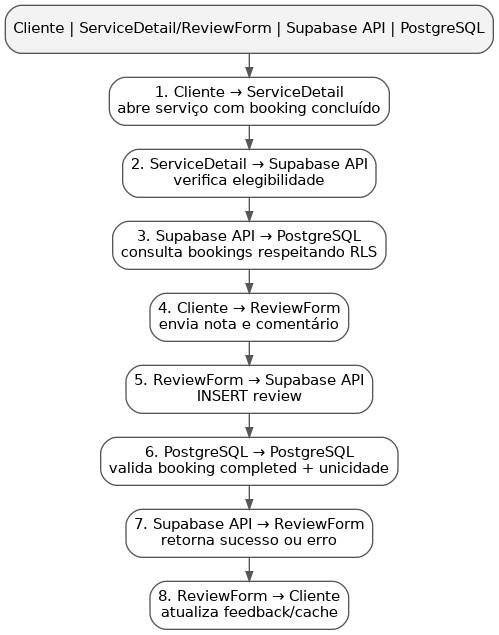 Cliente | ServiceDetail/ReviewForm | Supabase API | PostgreSQL
1. Cliente → ServiceDetail
abre serviço com booking concluído
2. ServiceDetail → Supabase API
verifica elegibilidade
3. Supabase API → PostgreSQL
consulta bookings respeitando RLS
4. Cliente → ReviewForm
envia nota e comentário
5. ReviewForm → Supabase API
INSERT review
6. PostgreSQL → PostgreSQL
valida booking completed + unicidade
7. Supabase API → ReviewForm
retorna sucesso ou erro
8. ReviewForm → Cliente
atualiza feedback/cache